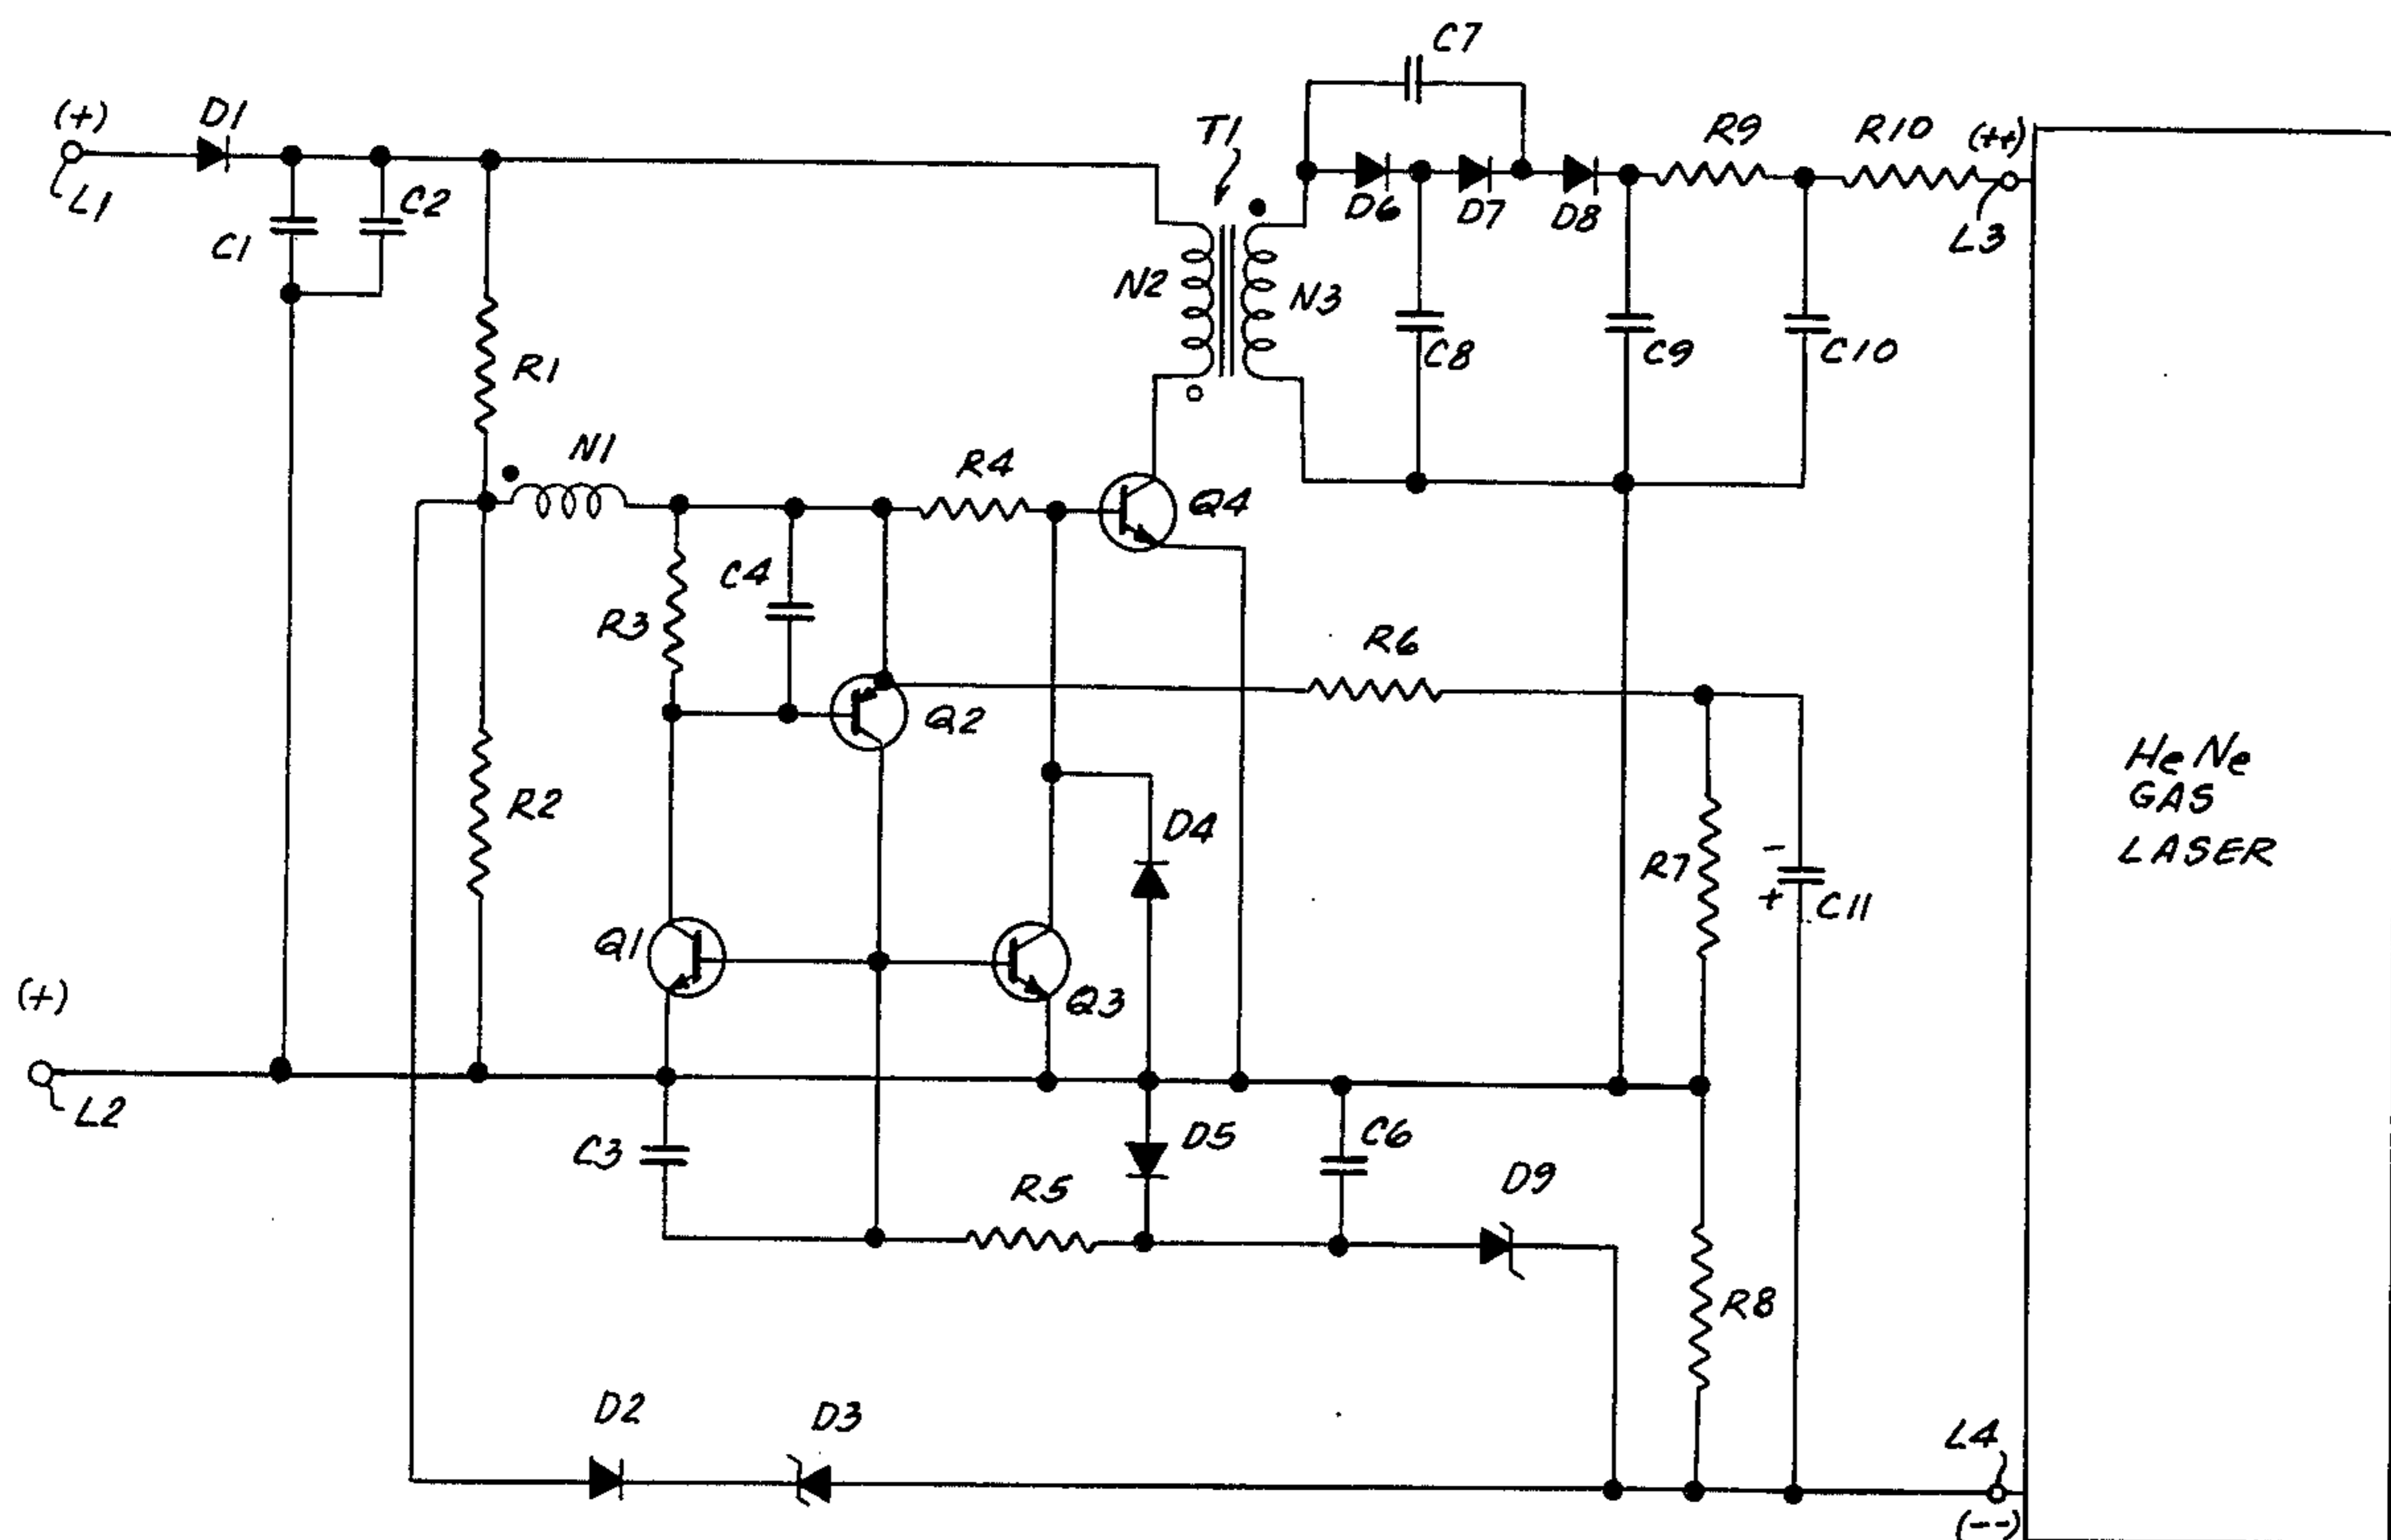 C7
(+)
D1
T1
R9
R10
(++)
L1
C1
C2
D6
D7
D8
L3
N2
N3
R1
C8
C9
C10
N1
R4
Q4
C4
R3
R6
Q2
HeNe
GAS
LASER
R2
D4
R7
-
+
C11
Q1
Q3
(+)
L2
C3
D5
C6
R5
D9
R8
D2
D3
L4
(--)